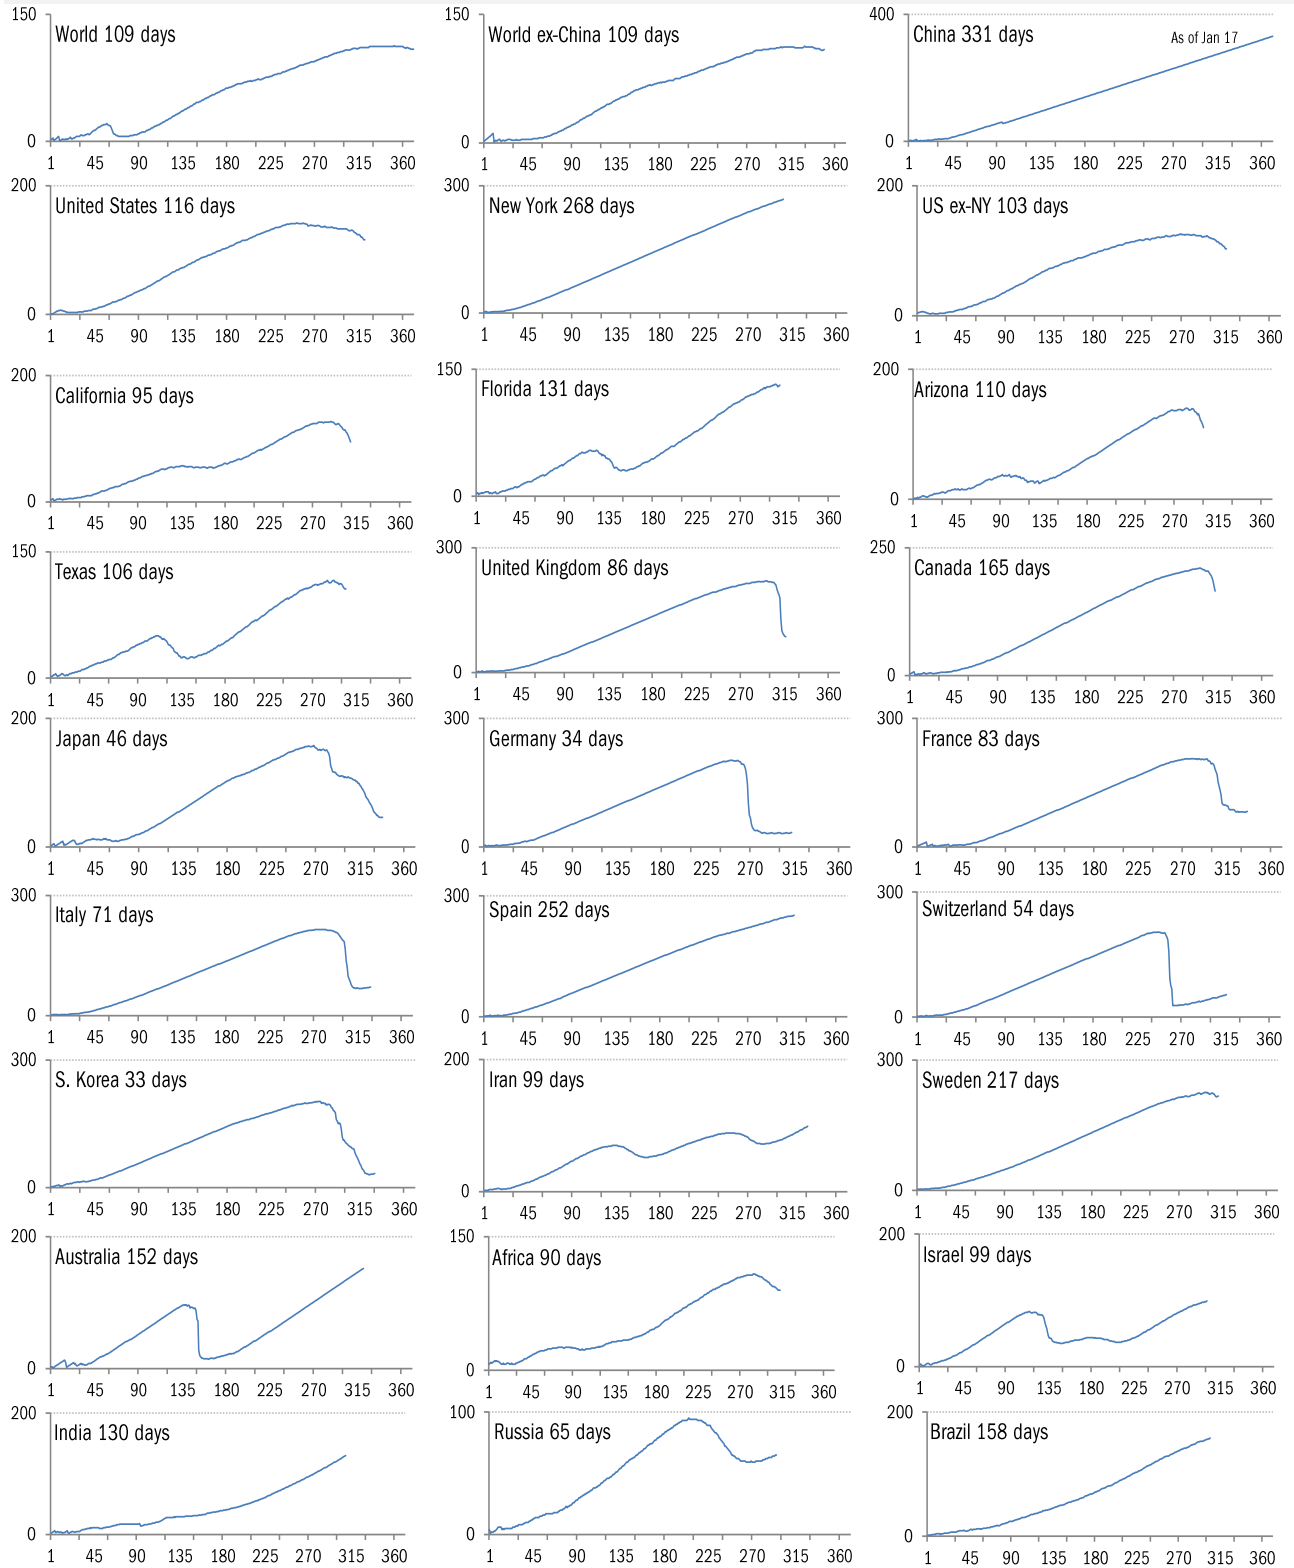 150
World 109 days
0
1 45 90 135 180 225 270 315 360
150
World ex-China 109 days
0
1 45 90 135 180 225 270 315 360
400
China 331 days
As of Jan 17
0
1 45 90 135 180 225 270 315 360
200
United States 116 days
0
1 45 90 135 180 225 270 315 360
300
New York 268 days
0
1 45 90 135 180 225 270 315 360
200
US ex-NY 103 days
0
1 45 90 135 180 225 270 315 360
200
California 95 days
0
1 45 90 135 180 225 270 315 360
150
Florida 131 days
0
1 45 90 135 180 225 270 315 360
200
Arizona 110 days
0
1 45 90 135 180 225 270 315 360
150
Texas 106 days
0
1 45 90 135 180 225 270 315 360
300
United Kingdom 86 days
0
1 45 90 135 180 225 270 315 360
250
Canada 165 days
0
1 45 90 135 180 225 270 315 360
200
Japan 46 days
0
1 45 90 135 180 225 270 315 360
300
Germany 34 days
0
1 45 90 135 180 225 270 315 360
300
France 83 days
0
1 45 90 135 180 225 270 315 360
300
Italy 71 days
0
1 45 90 135 180 225 270 315 360
300
Spain 252 days
0
1 45 90 135 180 225 270 315 360
300
Switzerland 54 days
0
1 45 90 135 180 225 270 315 360
300
S. Korea 33 days
0
1 45 90 135 180 225 270 315 360
200
Iran 99 days
0
1 45 90 135 180 225 270 315 360
300
Sweden 217 days
0
1 45 90 135 180 225 270 315 360
200
Australia 152 days
0
1 45 90 135 180 225 270 315 360
150
Africa 90 days
0
1 45 90 135 180 225 270 315 360
200
Israel 99 days
0
1 45 90 135 180 225 270 315 360
200
India 130 days
0
1 45 90 135 180 225 270 315 360
100
Russia 65 days
0
1 45 90 135 180 225 270 315 360
200
Brazil 158 days
0
1 45 90 135 180 225 270 315 360